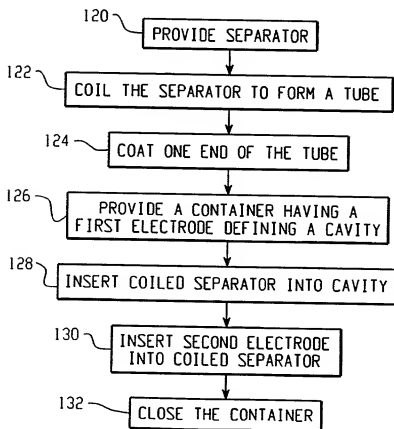 120
PROVIDE SEPARATOR
122
COIL THE SEPARATOR TO FORM A TUBE
124
COAT ONE END OF THE TUBE
126
PROVIDE A CONTAINER HAVING A
FIRST ELECTRODE DEFINING A CAVITY
128
INSERT COILED SEPARATOR INTO CAVITY
130
INSERT SECOND ELECTRODE
INTO COILED SEPARATOR
132
CLOSE THE CONTAINER